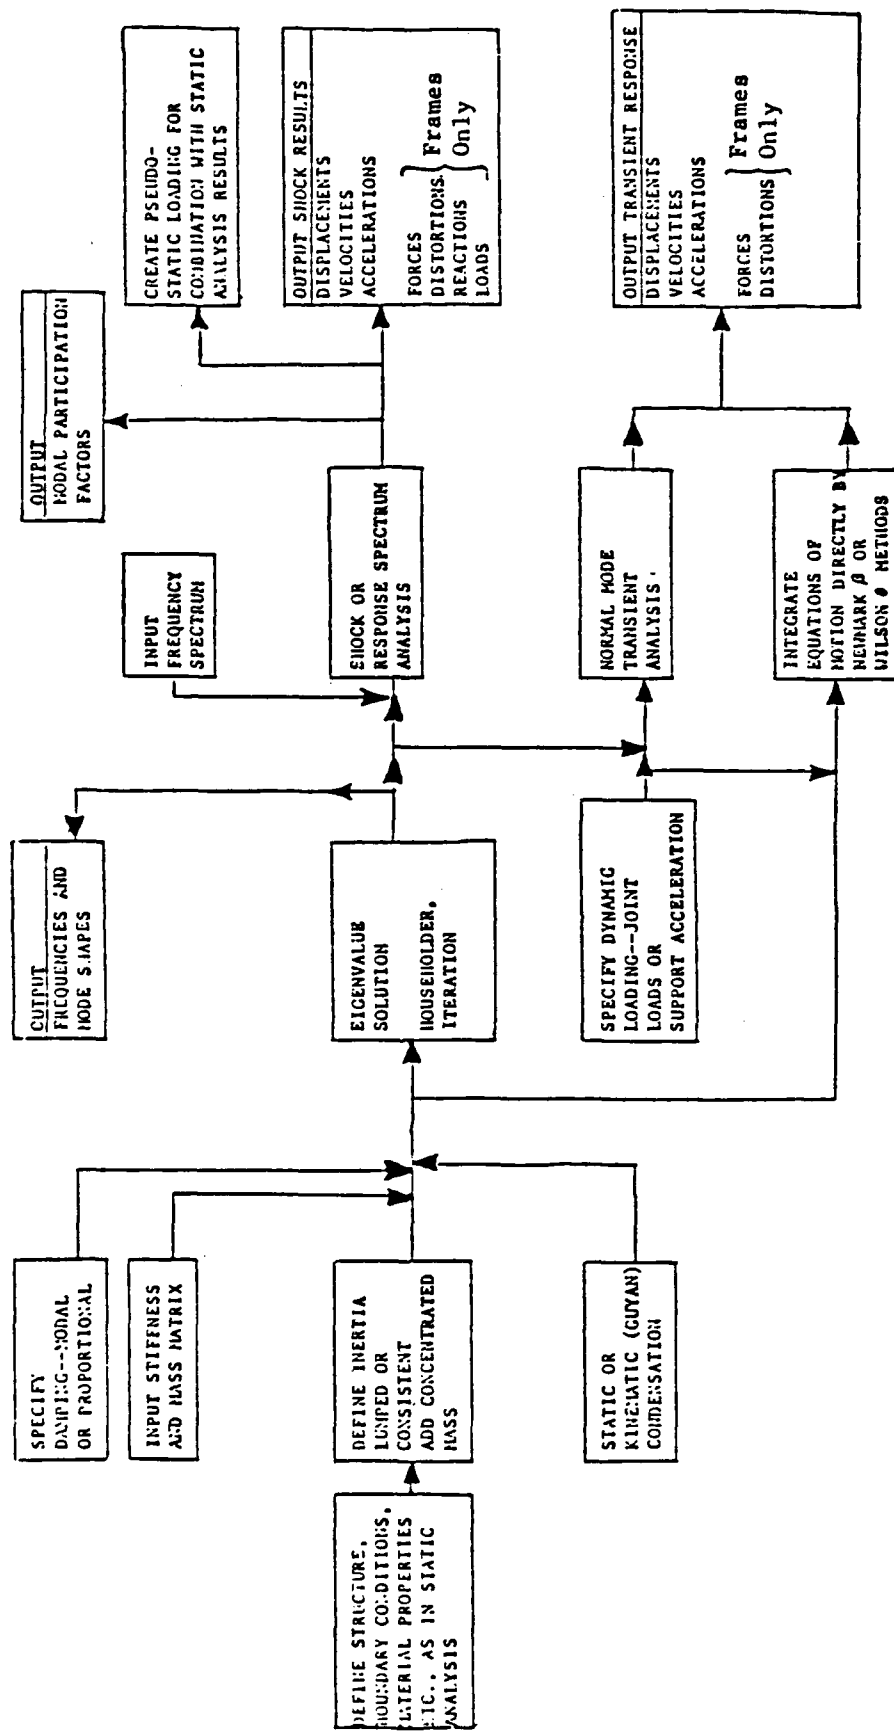 SPECIFY
DAMPING--MODAL
OR PROPORTIONAL
INPUT STIFFNESS
AND MASS MATRIX
DEFINE STRUCTURE,
BOUNDARY CONDITIONS,
MATERIAL PROPERTIES
ETC., AS IN STATIC
ANALYSIS
DEFINE INERTIA
LUMPED OR
CONSISTENT
ADD CONCENTRATED
MASS
STATIC OR
KINEMATIC (GUYAN)
CONDENSATION
OUTPUT
FREQUENCIES AND
MODE SHAPES
EIGENVALUE
SOLUTION
HOUSEHOLDER,
ITERATION
SPECIFY DYNAMIC
LOADING--JOINT
LOADS OR
SUPPORT ACCELERATION
INPUT
FREQUENCY
SPECTRUM
SHOCK OR
RESPONSE SPECTRUM
ANALYSIS
NORMAL MODE
TRANSIENT
ANALYSIS
INTEGRATE
EQUATIONS OF
MOTION DIRECTLY BY
NEWMARK β OR
WILSON θ METHODS
OUTPUT
MODAL PARTICIPATION
FACTORS
CREATE PSEUDO-
STATIC LOADING FOR
COMBINATION WITH STATIC
ANALYSIS RESULTS
OUTPUT SHOCK RESULTS
DISPLACEMENTS
VELOCITIES
ACCELERATIONS
FORCES
DISTORTIONS
REACTIONS
LOADS
Frames
Only
OUTPUT TRANSIENT RESPONSE
DISPLACEMENTS
VELOCITIES
ACCELERATIONS
FORCES
DISTORTIONS
Frames
Only